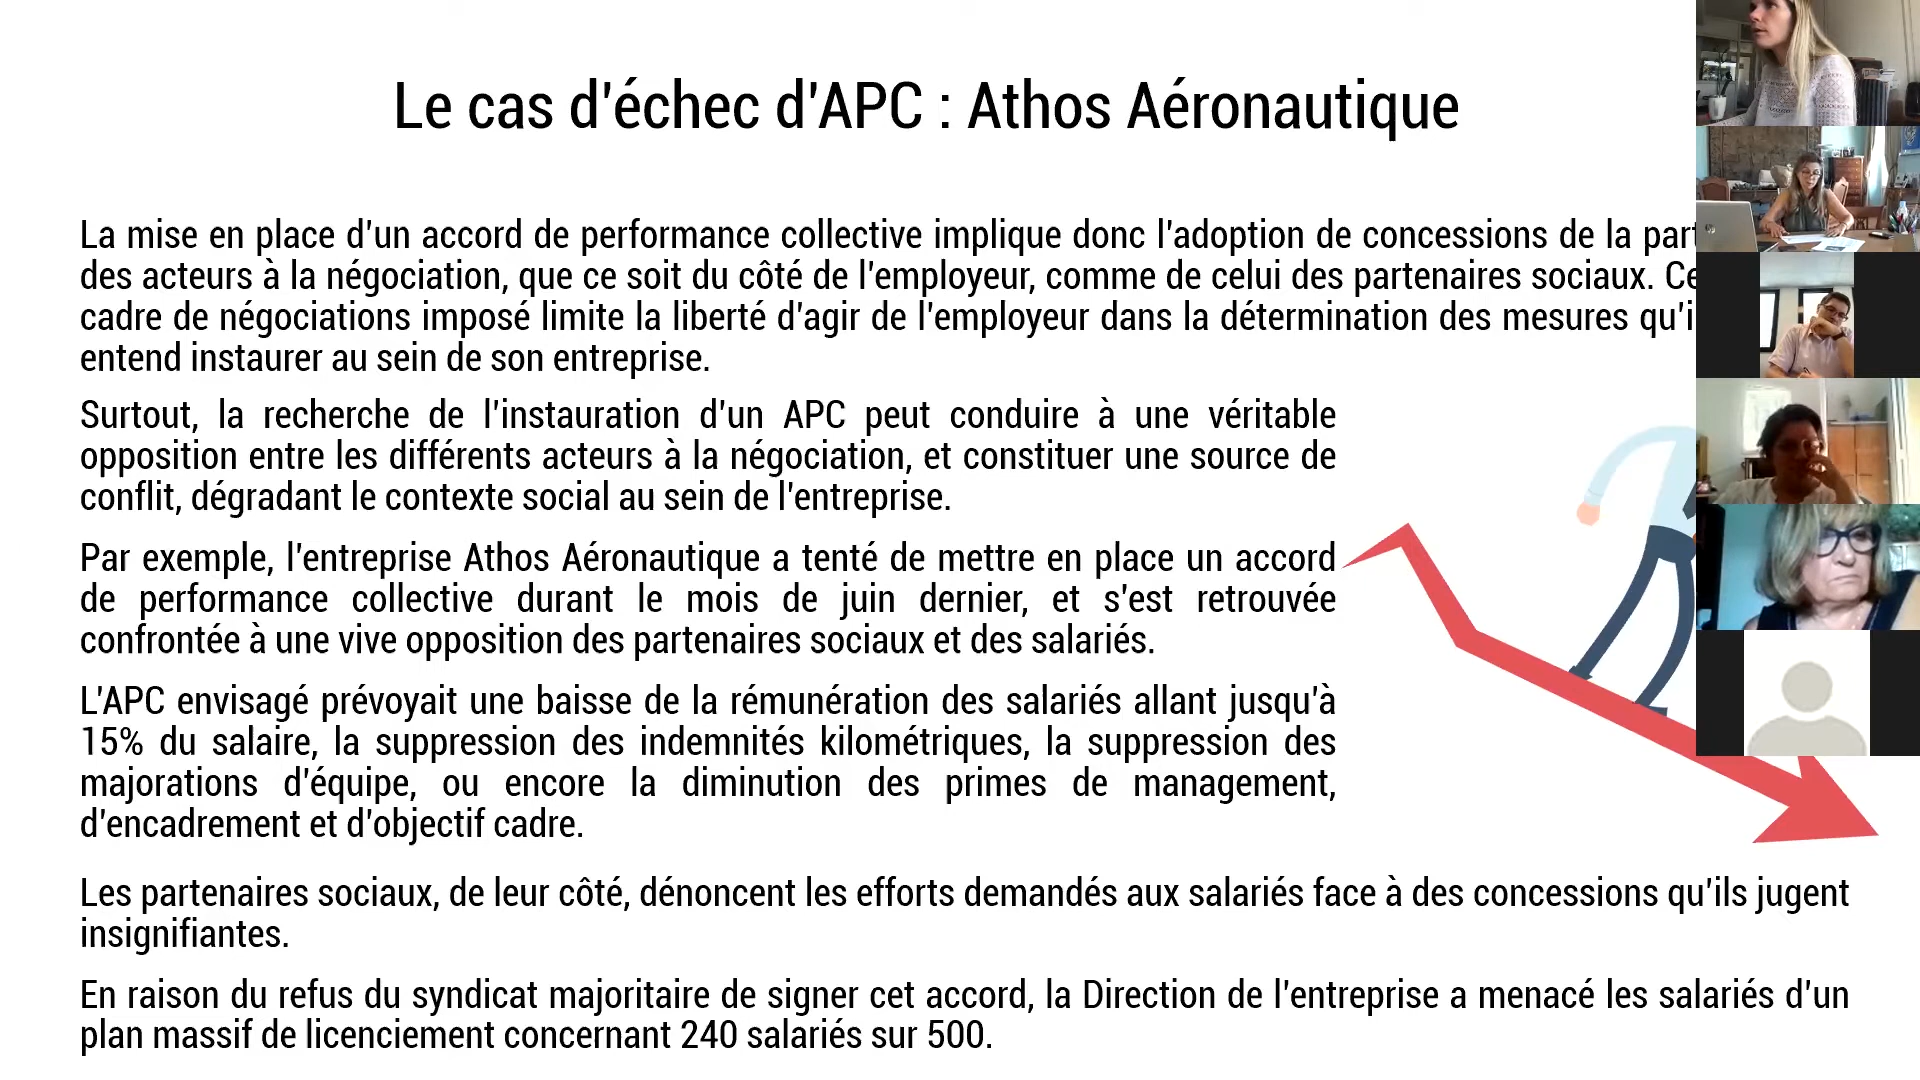 Le cas d'échec d'APC : Athos Aéronautique
La mise en place d'un accord de performance collective implique donc l'adoption de concessions de la part
des acteurs à la négociation, que ce soit du côté de l'employeur, comme de celui des partenaires sociaux. Ce
cadre de négociations imposé limite la liberté d'agir de l'employeur dans la détermination des mesures qu'i
entend instaurer au sein de son entreprise.
Surtout, la recherche de l'instauration d'un APC peut conduire à une véritable
opposition entre les différents acteurs à la négociation, et constituer une source de
conflit, dégradant le contexte social au sein de l'entreprise.
Par exemple, l'entreprise Athos Aéronautique a tenté de mettre en place un accord
de performance collective durant le mois de juin dernier, et s'est retrouvée
confrontée à une vive opposition des partenaires sociaux et des salariés.
L'APC envisagé prévoyait une baisse de la rémunération des salariés allant jusqu'à
15% du salaire, la suppression des indemnités kilométriques, la suppression des
majorations d'équipe, ou encore la diminution des primes de management,
d'encadrement et d'objectif cadre.
Les partenaires sociaux, de leur côté, dénoncent les efforts demandés aux salariés face à des concessions qu'ils jugent
insignifiantes.
En raison du refus du syndicat majoritaire de signer cet accord, la Direction de l'entreprise a menacé les salariés d'un
plan massif de licenciement concernant 240 salariés sur 500.